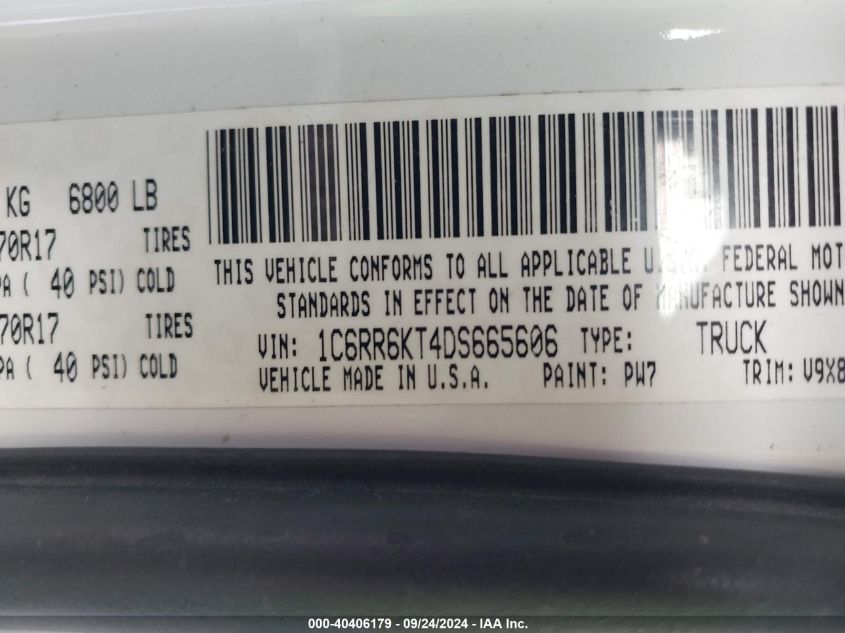 KG 6800 LB
70R17 TIRES
PA ( 40 PSI) COLD
70R17 TIRES
PA ( 40 PSI) COLD
THIS VEHICLE CONFORMS TO ALL APPLICABLE FEDERAL MOT
STANDARDS IN EFFECT ON THE DATE OF MANUFACTURE SHOWN
VIN: 1C6RR6KT4DS665606 TYPE: TRUCK
VEHICLE MADE IN U.S.A. PAINT: PW7 TRIM: V9X8
000-40406179 - 09/24/2024 - IAA Inc.